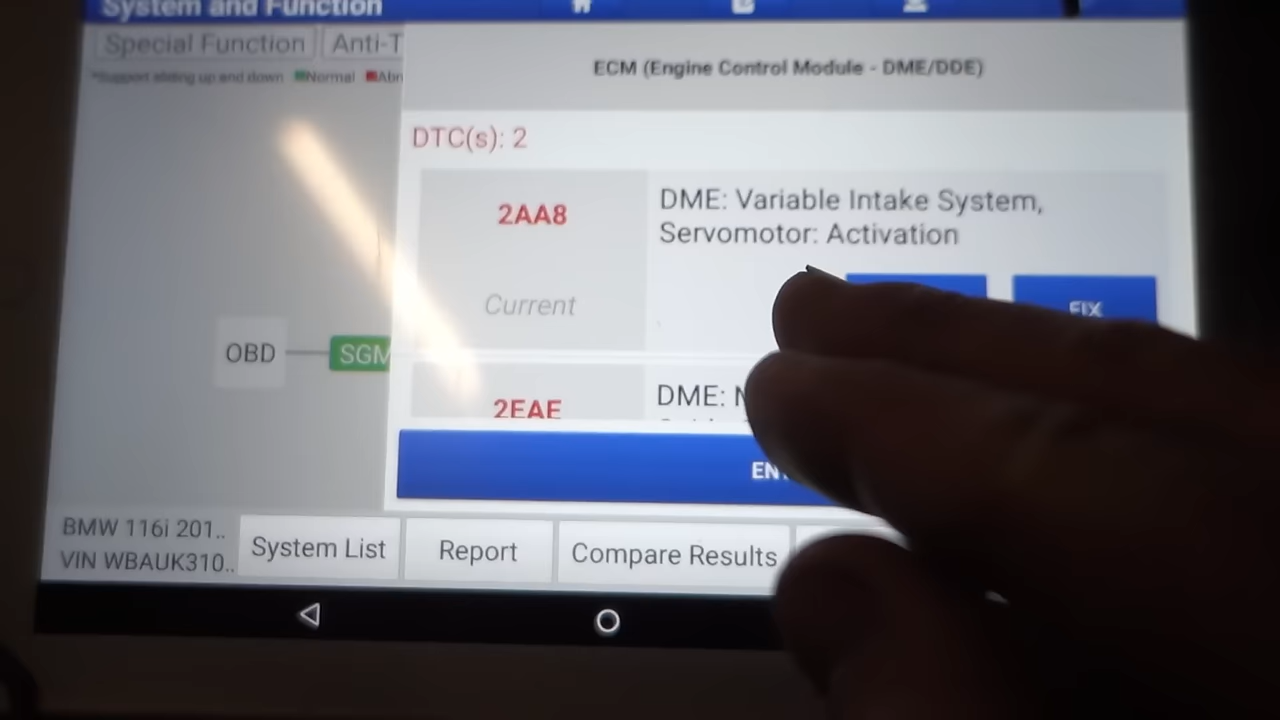 System and Function
Special Function
Anti-T
*Support sliding up and down Normal Abn
ECM (Engine Control Module - DME/DDE)
DTC(s): 2
2AA8
DME: Variable Intake System,
Servomotor: Activation
Current
FIX
OBD
SGM
2EAE
DME: N
EN
BMW 116i 201..
VIN WBAUK310..
System List
Report
Compare Results